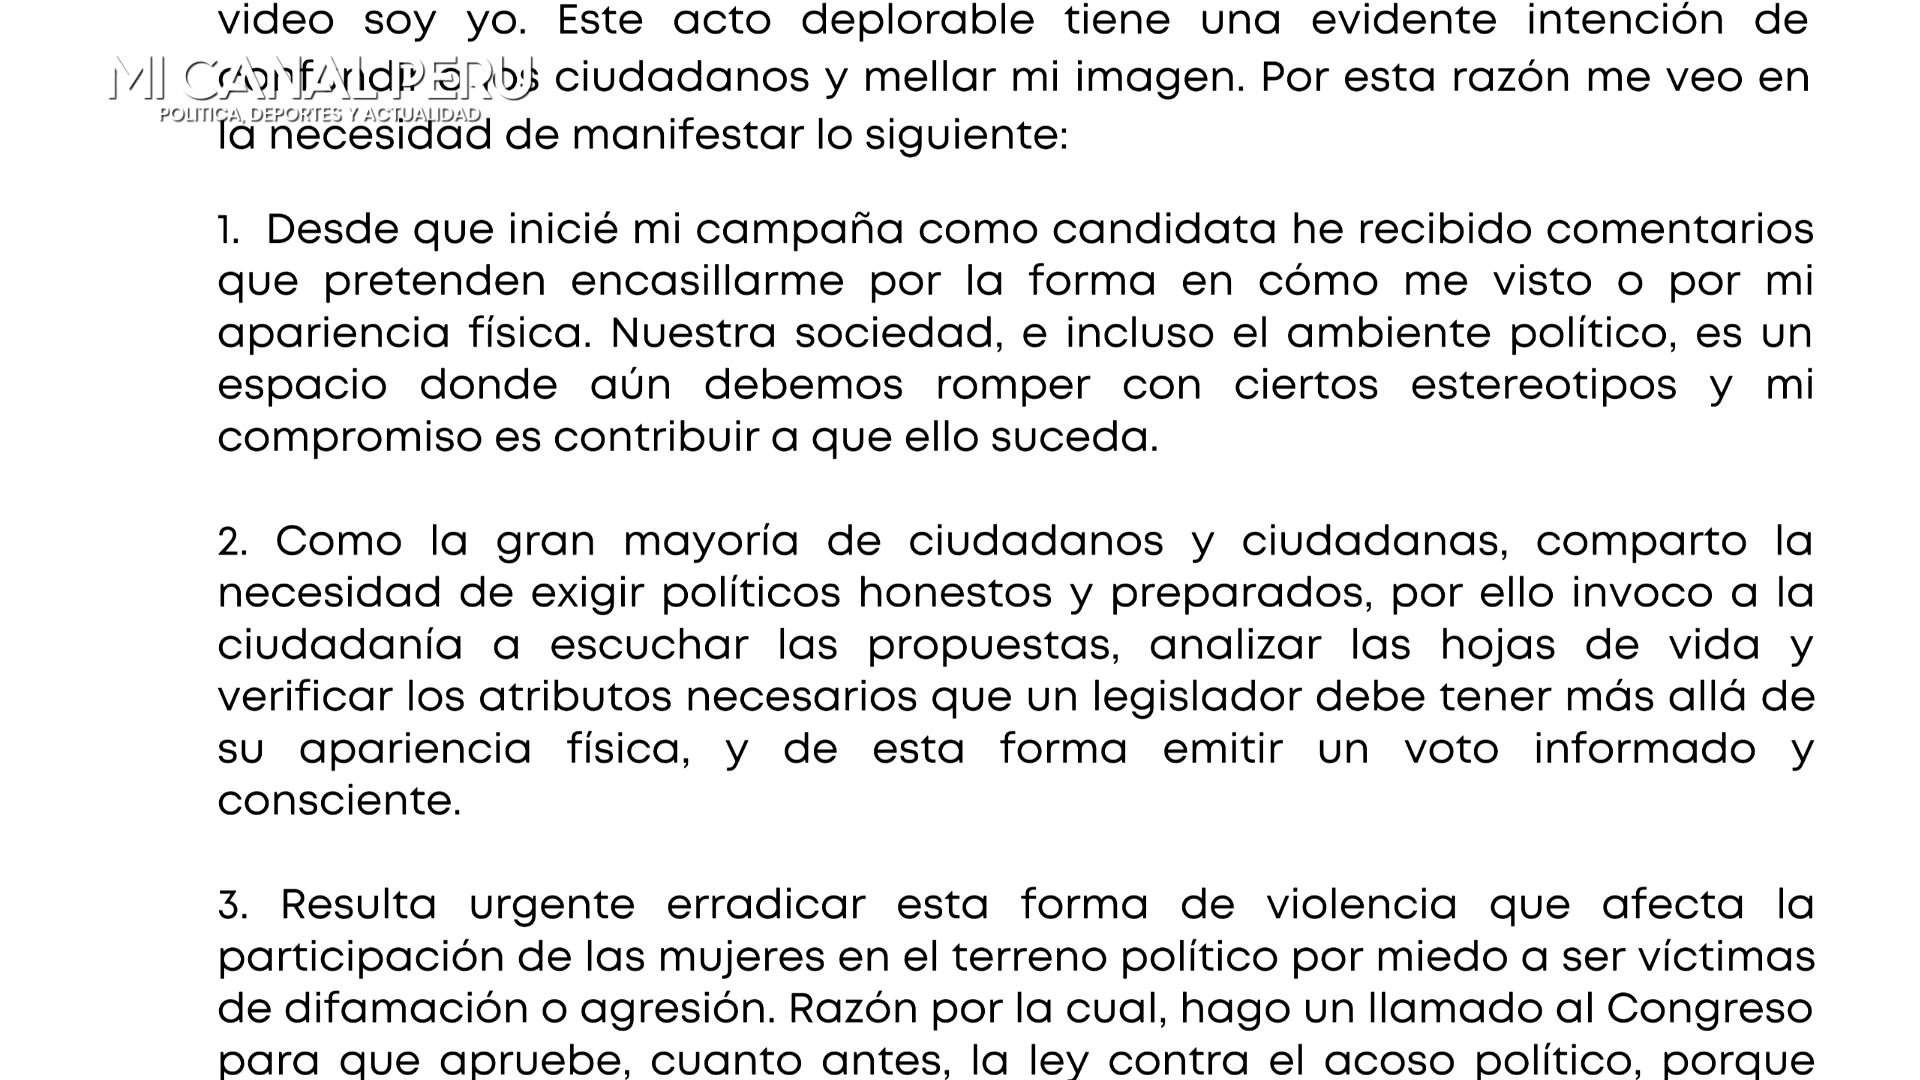 video soy yo. Este acto deplorable tiene una evidente intención de
MI CANAL PERU
confundir a los ciudadanos y mellar mi imagen. Por esta razón me veo en
POLITICA, DEPORTES Y ACTUALIDAD
la necesidad de manifestar lo siguiente:
1. Desde que inicié mi campaña como candidata he recibido comentarios
que pretenden encasillarme por la forma en cómo me visto o por mi
apariencia física. Nuestra sociedad, e incluso el ambiente político, es un
espacio donde aún debemos romper con ciertos estereotipos y mi
compromiso es contribuir a que ello suceda.
2. Como la gran mayoría de ciudadanos y ciudadanas, comparto la
necesidad de exigir políticos honestos y preparados, por ello invoco a la
ciudadanía a escuchar las propuestas, analizar las hojas de vida y
verificar los atributos necesarios que un legislador debe tener más allá de
su apariencia física, y de esta forma emitir un voto informado y
consciente.
3. Resulta urgente erradicar esta forma de violencia que afecta la
participación de las mujeres en el terreno político por miedo a ser víctimas
de difamación o agresión. Razón por la cual, hago un llamado al Congreso
para que apruebe, cuanto antes, la ley contra el acoso político, porque